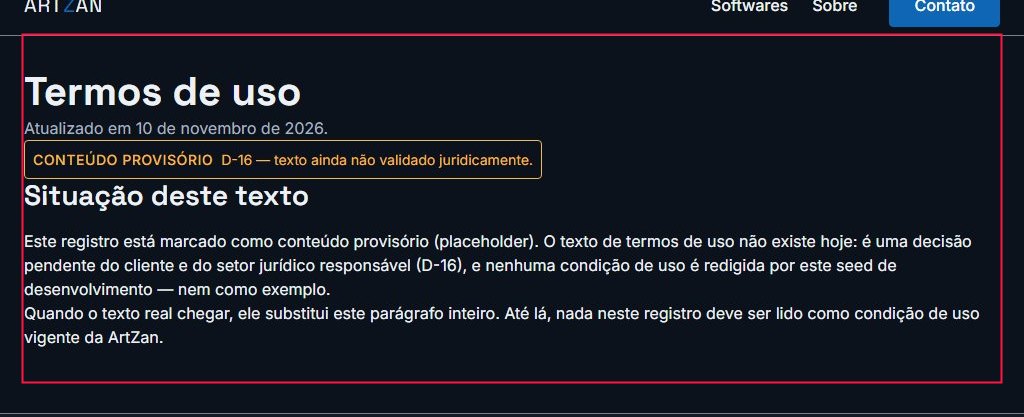 ARTZAN
Softwares Sobre Contato
Termos de uso
Atualizado em 10 de novembro de 2026.
CONTEÚDO PROVISÓRIO D-16 — texto ainda não validado juridicamente.
Situação deste texto
Este registro está marcado como conteúdo provisório (placeholder). O texto de termos de uso não existe hoje: é uma decisão
pendente do cliente e do setor jurídico responsável (D-16), e nenhuma condição de uso é redigida por este seed de
desenvolvimento — nem como exemplo.
Quando o texto real chegar, ele substitui este parágrafo inteiro. Até lá, nada neste registro deve ser lido como condição de uso
vigente da ArtZan.